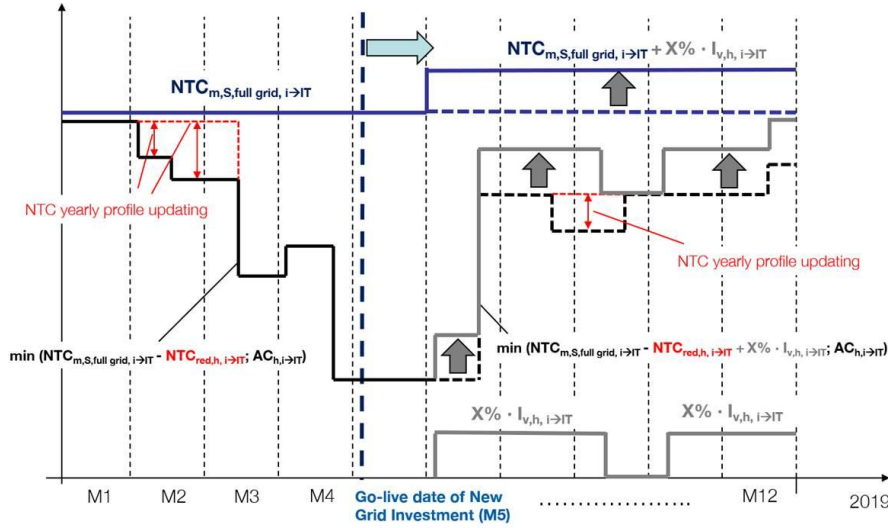 NTCm,S,full grid, i→IT + X% · Iv,h, i→IT
NTCm,S,full grid, i→IT
NTC yearly profile updating
NTC yearly profile updating
min (NTCm,S,full grid, i→IT - NTCred,h, i→IT; ACh,i→IT)
min (NTCm,S,full grid, i→IT - NTCred,h, i→IT + X% · Iv,h, i→IT; ACh,i→IT)
X% · Iv,h, i→IT
X% · Iv,h, i→IT
M1
M2
M3
M4
Go-live date of New
Grid Investment (M5)
....................
M12
2019